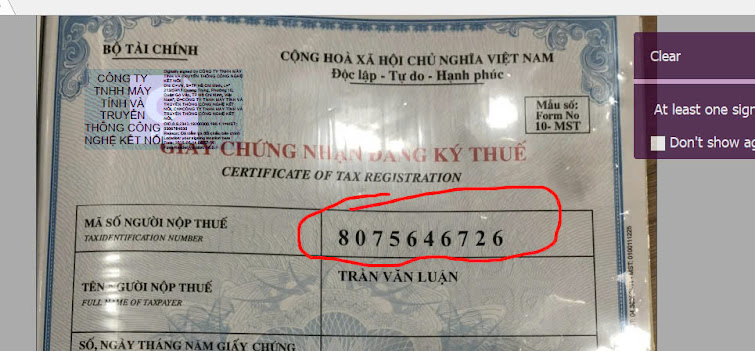 BỘ TÀI CHÍNH
CỘNG HOÀ XÃ HỘI CHỦ NGHĨA VIỆT NAM
Độc lập - Tự do - Hạnh phúc
Clear
CÔNG TY
TNHH MÁY
TÍNH VÀ
TRUYỀN
THÔNG CÔNG
NGHỆ KẾT NỐI
Mẫu số:
Form No
10- MST
At least one sign
Don't show ag
GIẤY CHỨNG NHẬN ĐĂNG KÝ THUẾ
CERTIFICATE OF TAX REGISTRATION
MÃ SỐ NGƯỜI NỘP THUẾ
TAXIDENTIFICATION NUMBER
8075646726
TÊN NGƯỜI NỘP THUẾ
FULL NAME OF TAXPAYER
TRẦN VĂN LUẬN
SỐ, NGÀY THÁNG NĂM GIẤY CHỨNG
MST: 0100111225